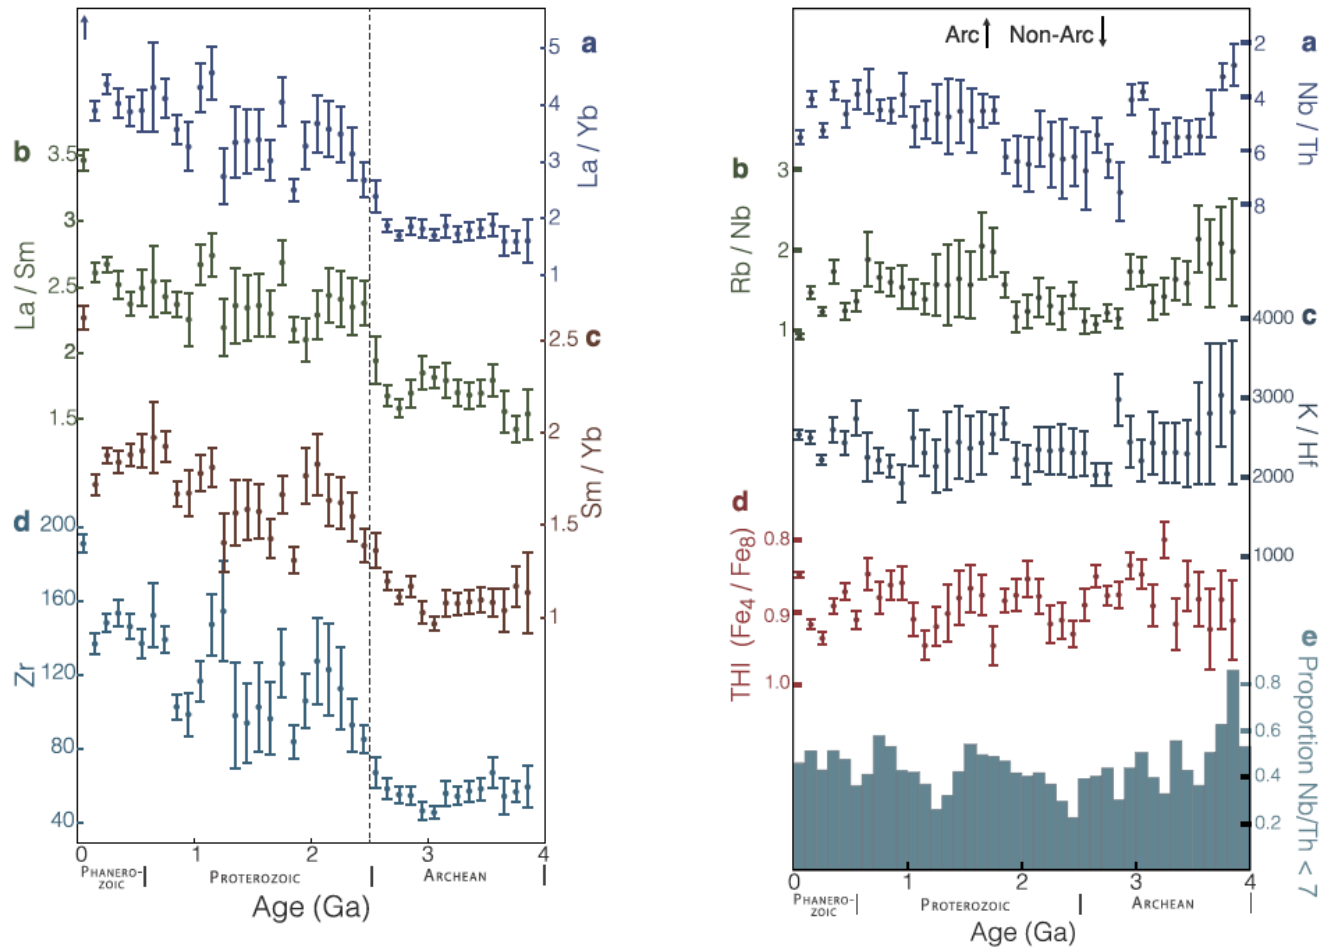 5
a
4
La / Yb
3
2
1
b
3.5
3
2.5
La / Sm
2
1.5
2.5
c
2
Sm / Yb
1.5
1
d
200
160
Zr
120
80
40
0
1
2
3
4
PHANERO-
ZOIC
PROTEROZOIC
ARCHEAN
Age (Ga)
Arc
Non-Arc
2
a
4
Nb / Th
6
8
b
3
Rb / Nb
2
1
4000
c
3000
K / Hf
2000
1000
d
0.8
THI (Fe4 / Fe8)
0.9
1.0
e
Proportion Nb/Th < 7
0.8
0.6
0.4
0.2
0
1
2
3
4
PHANERO-
ZOIC
PROTEROZOIC
ARCHEAN
Age (Ga)